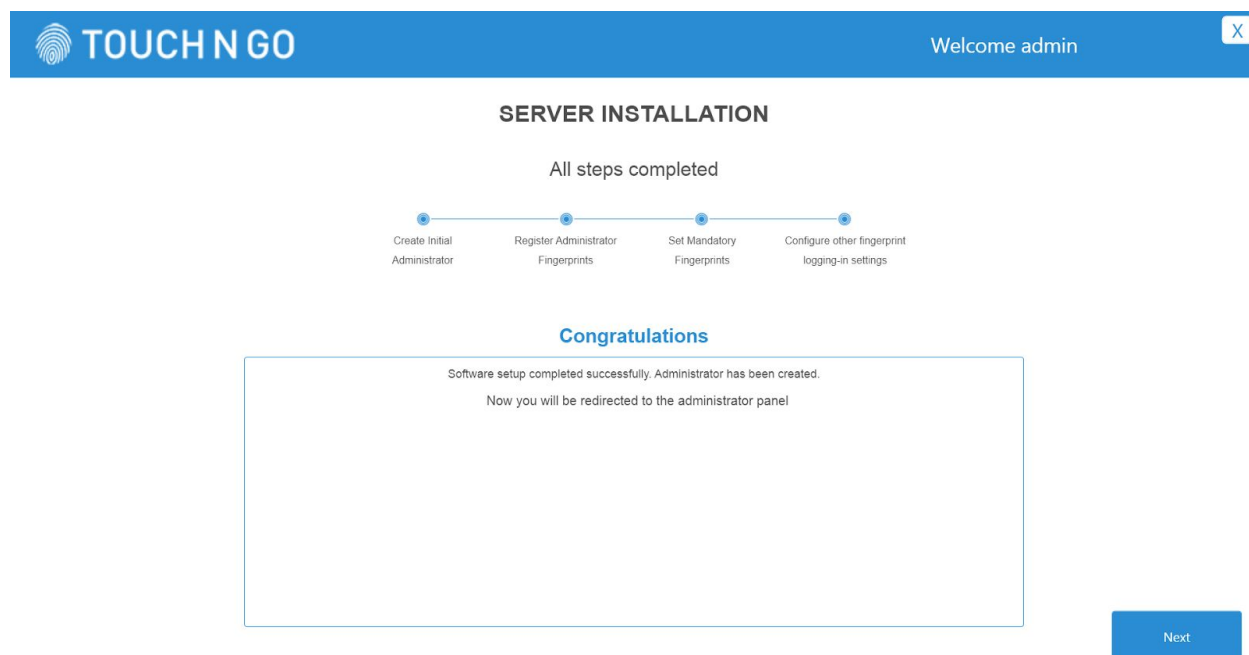 TOUCH N GO
Welcome admin
X
SERVER INSTALLATION
All steps completed
Create Initial
Administrator
Register Administrator
Fingerprints
Set Mandatory
Fingerprints
Configure other fingerprint
logging-in settings
Congratulations
Software setup completed successfully. Administrator has been created.
Now you will be redirected to the administrator panel
Next